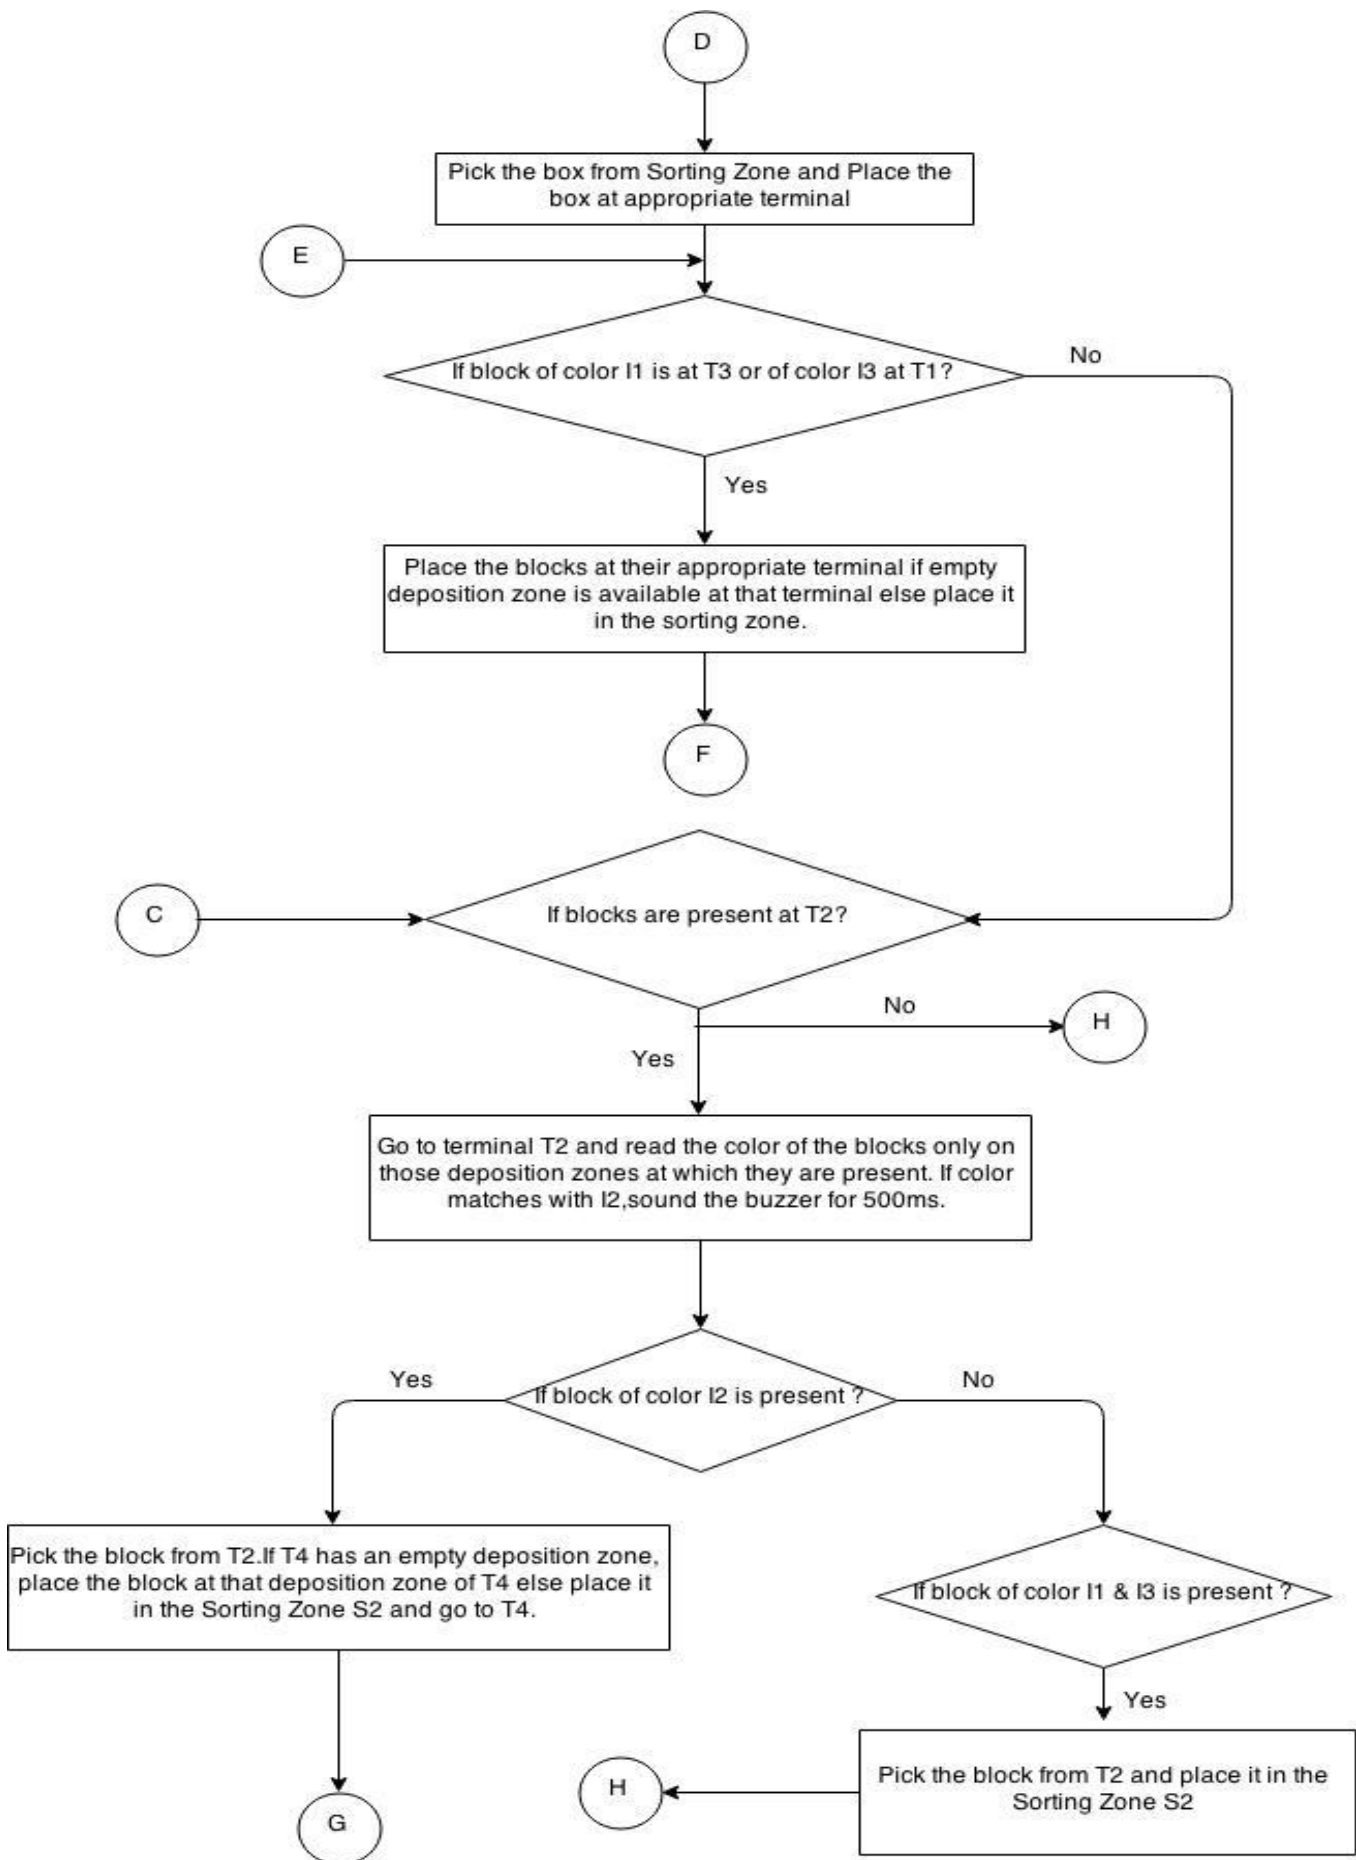 D
Pick the box from Sorting Zone and Place the
box at appropriate terminal
E
If block of color I1 is at T3 or of color I3 at T1?
No
Yes
Place the blocks at their appropriate terminal if empty
deposition zone is available at that terminal else place it
in the sorting zone.
F
C
If blocks are present at T2?
No
H
Yes
Go to terminal T2 and read the color of the blocks only on
those deposition zones at which they are present. If color
matches with I2,sound the buzzer for 500ms.
Yes
If block of color I2 is present ?
No
Pick the block from T2.If T4 has an empty deposition zone,
place the block at that deposition zone of T4 else place it
in the Sorting Zone S2 and go to T4.
If block of color I1 & I3 is present ?
Yes
Pick the block from T2 and place it in the
Sorting Zone S2
H
G